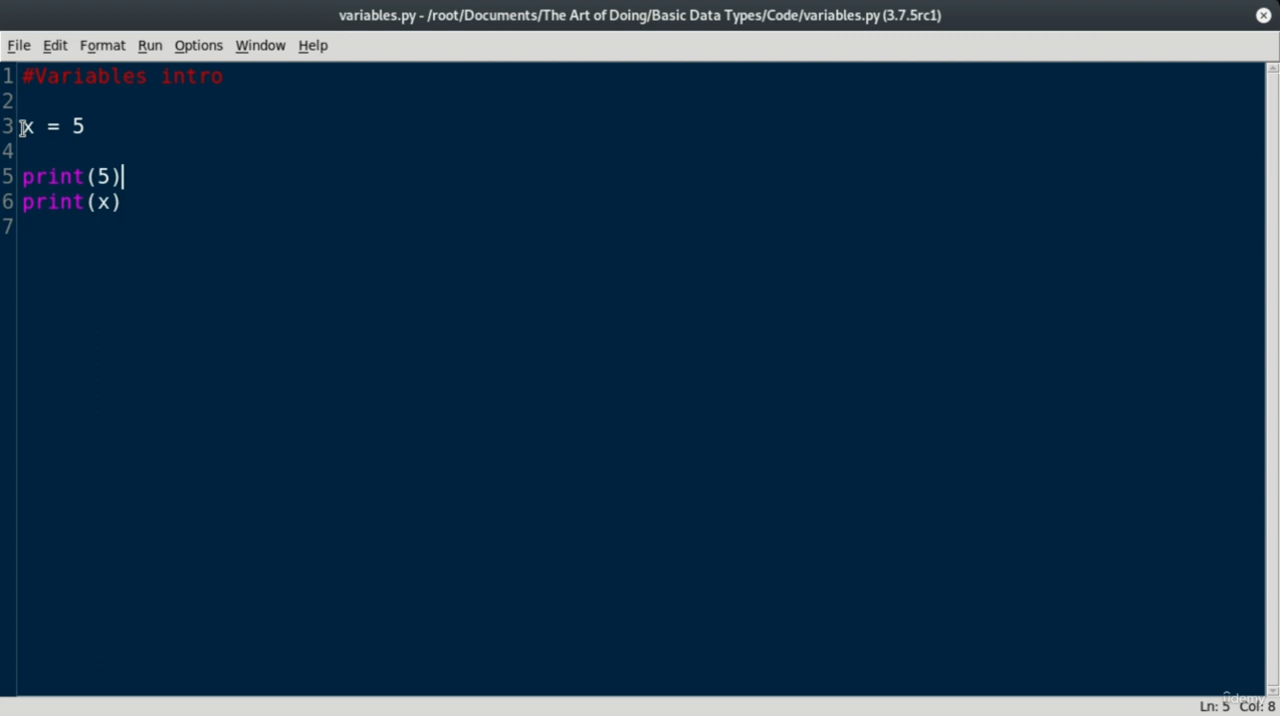 variables.py - /root/Documents/The Art of Doing/Basic Data Types/Code/variables.py (3.7.5rc1)
File Edit Format Run Options Window Help
1 #Variables intro
2
3 x = 5
4
5 print(5)
6 print(x)
7
udemy
Ln: 5 Col: 8